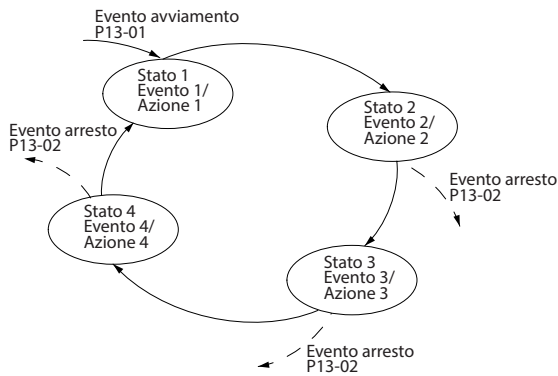 Evento avviamento
P13-01
Stato 1
Evento 1/
Azione 1
Stato 2
Evento 2/
Azione 2
Evento arresto
P13-02
Evento arresto
P13-02
Stato 4
Evento 4/
Azione 4
Stato 3
Evento 3/
Azione 3
Evento arresto
P13-02